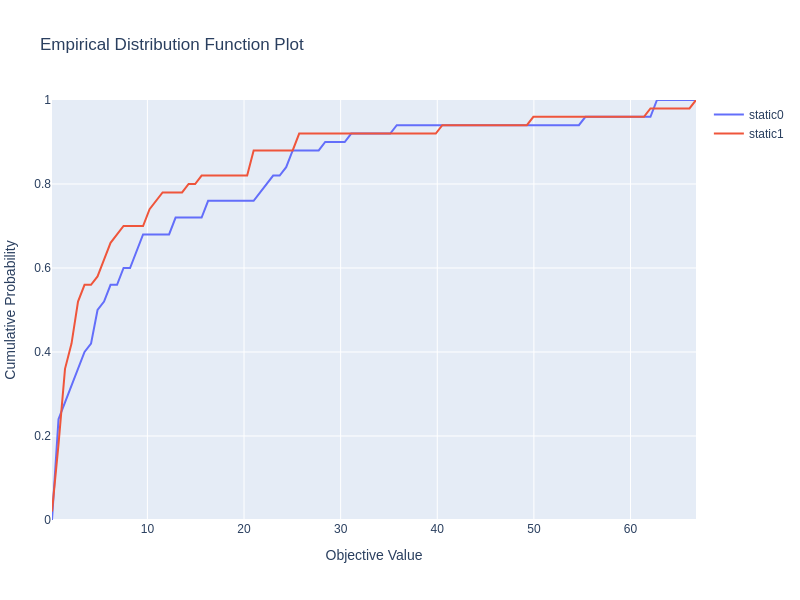 Empirical Distribution Function Plot
1
0.8
0.6
0.4
0.2
0
Cumulative Probability
10
20
30
40
50
60
Objective Value
static0
static1